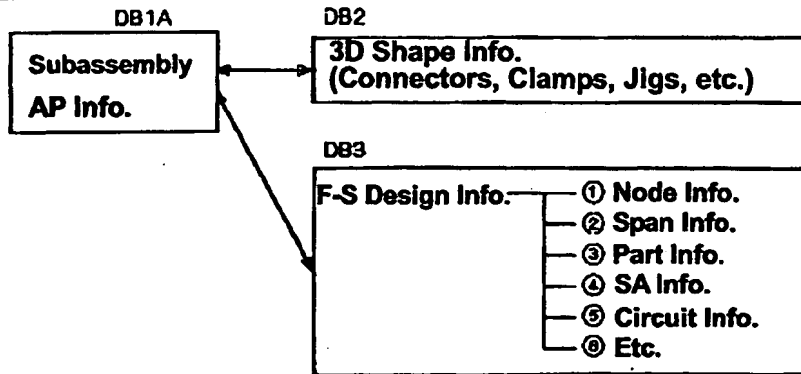 DB1A
Subassembly
AP Info.
DB2
3D Shape Info.
(Connectors, Clamps, Jigs, etc.)
DB3
F-S Design Info.
① Node Info.
② Span Info.
③ Part Info.
④ SA Info.
⑤ Circuit Info.
⑥ Etc.